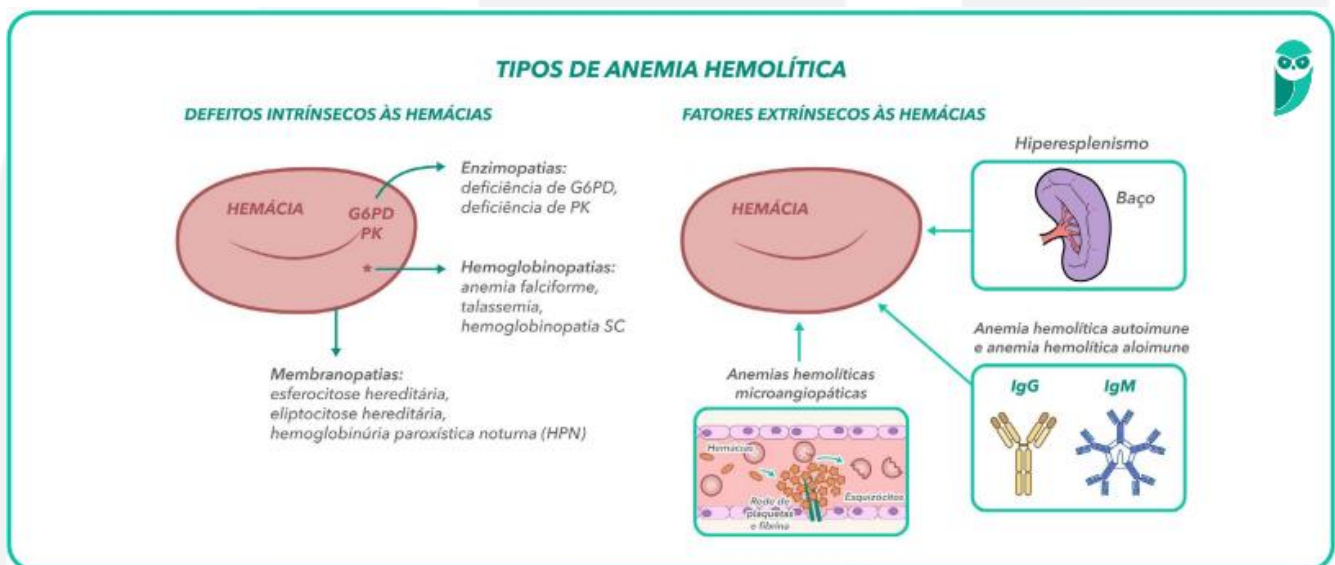 TIPOS DE ANEMIA HEMOLÍTICA
DEFEITOS INTRÍNSECOS ÀS HEMÁCIAS
HEMÁCIA
G6PD
PK
*
Enzimopatias:
deficiência de G6PD,
deficiência de PK
Hemoglobinopatias:
anemia falciforme,
talassemia,
hemoglobinopatia SC
Membranopatias:
esferocitose hereditária,
eliptocitose hereditária,
hemoglobinúria paroxística noturna (HPN)
FATORES EXTRÍNSECOS ÀS HEMÁCIAS
HEMÁCIA
Hiperesplenismo
Baço
Anemia hemolítica autoimune
e anemia hemolítica aloimune
IgG
IgM
Anemias hemolíticas
microangiopáticas
Hemácias
Rede de
plaquetas
e fibrina
Esquizócitos